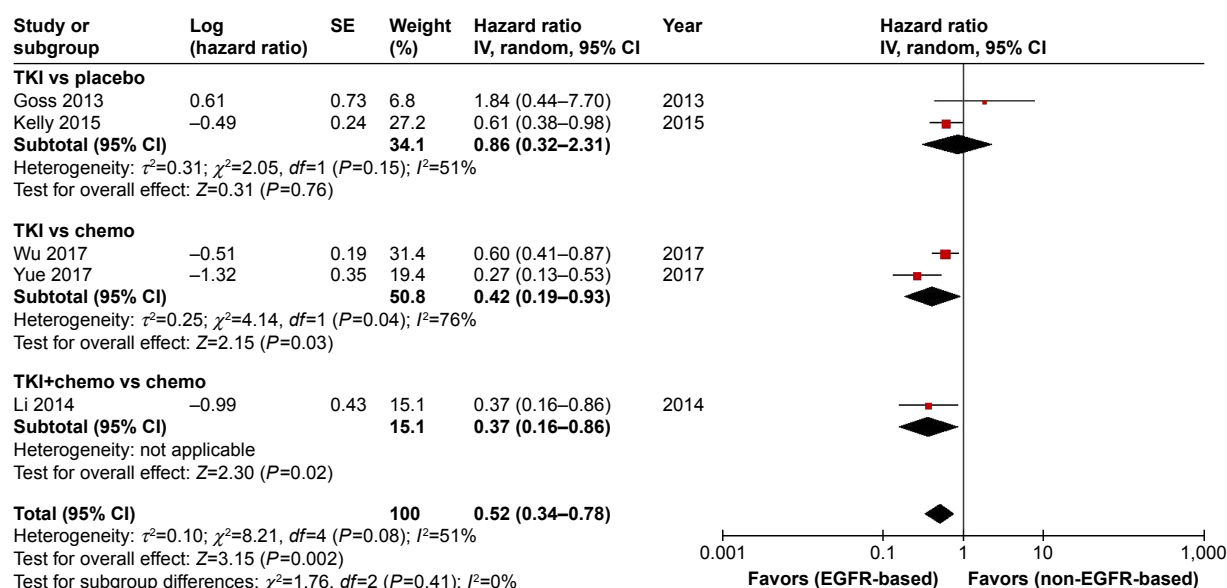 Study or subgroup Log (hazard ratio) SE Weight (%) Hazard ratio IV, random, 95% CI Year Hazard ratio IV, random, 95% CI
TKI vs placebo
Goss 2013 0.61 0.73 6.8 1.84 (0.44–7.70) 2013
Kelly 2015 –0.49 0.24 27.2 0.61 (0.38–0.98) 2015
Subtotal (95% CI) 34.1 0.86 (0.32–2.31)
Heterogeneity: τ²=0.31; χ²=2.05, df=1 (P=0.15); I²=51%
Test for overall effect: Z=0.31 (P=0.76)
TKI vs chemo
Wu 2017 –0.51 0.19 31.4 0.60 (0.41–0.87) 2017
Yue 2017 –1.32 0.35 19.4 0.27 (0.13–0.53) 2017
Subtotal (95% CI) 50.8 0.42 (0.19–0.93)
Heterogeneity: τ²=0.25; χ²=4.14, df=1 (P=0.04); I²=76%
Test for overall effect: Z=2.15 (P=0.03)
TKI+chemo vs chemo
Li 2014 –0.99 0.43 15.1 0.37 (0.16–0.86) 2014
Subtotal (95% CI) 15.1 0.37 (0.16–0.86)
Heterogeneity: not applicable
Test for overall effect: Z=2.30 (P=0.02)
Total (95% CI) 100 0.52 (0.34–0.78)
Heterogeneity: τ²=0.10; χ²=8.21, df=4 (P=0.08); I²=51%
Test for overall effect: Z=3.15 (P=0.002)
Test for subgroup differences: χ²=1.76, df=2 (P=0.41); I²=0%
0.001 0.1 1 10 1,000
Favors (EGFR-based) Favors (non-EGFR-based)